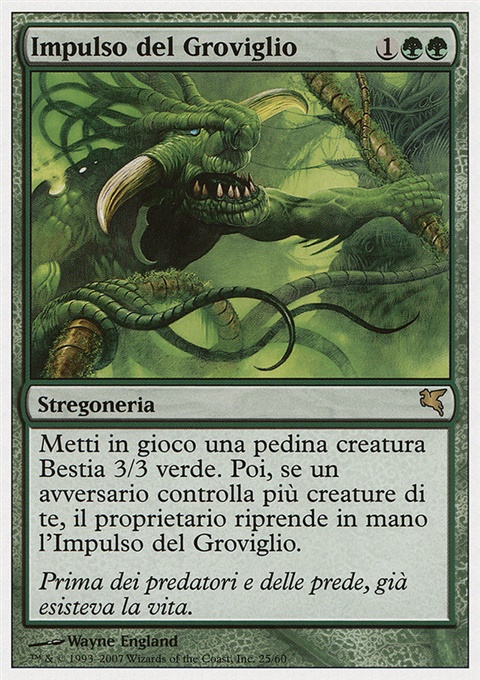 Impulso del Groviglio 1
Stregoneria
Metti in gioco una pedina creatura
Bestia 3/3 verde. Poi, se un
avversario controlla più creature di
te, il proprietario riprende in mano
l'Impulso del Groviglio.
Prima dei predatori e delle prede, già
esisteva la vita.
Wayne England
™ & © 1993-2007 Wizards of the Coast, Inc. 25/60